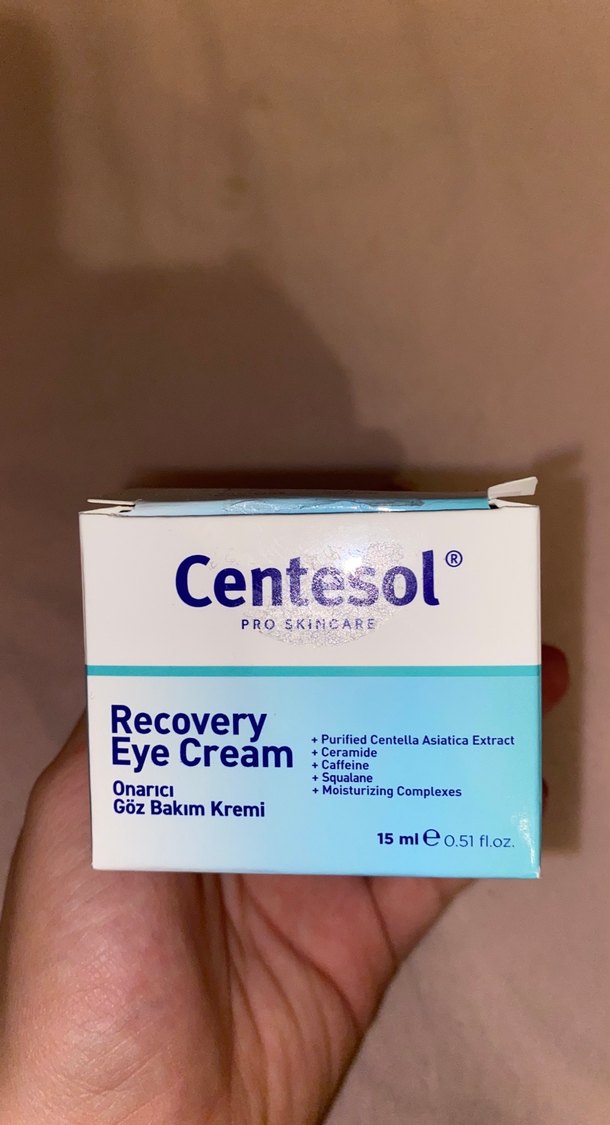 Centesol®
PRO SKINCARE
Recovery
Eye Cream
Onarıcı
Göz Bakım Kremi
+ Purified Centella Asiatica Extract
+ Ceramide
+ Caffeine
+ Squalane
+ Moisturizing Complexes
15 ml ℮ 0.51 fl.oz.